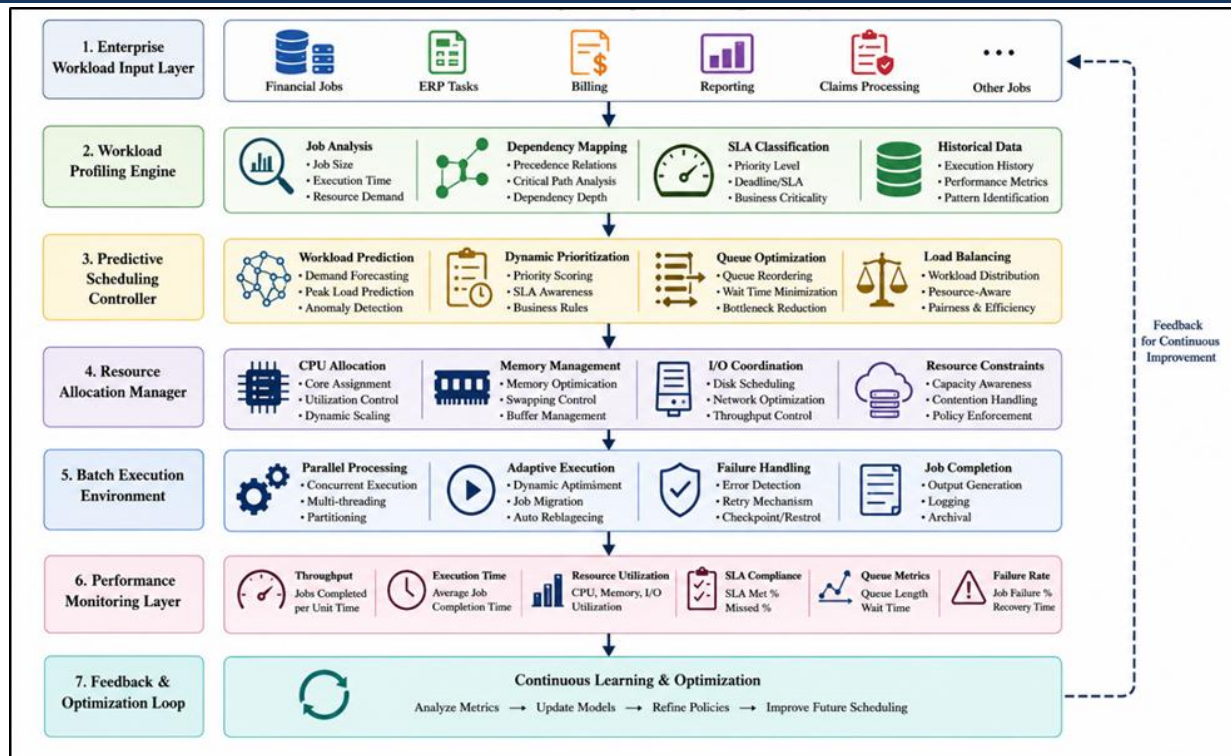 1. Enterprise
Workload Input Layer
Financial Jobs
ERP Tasks
Billing
Reporting
Claims Processing
Other Jobs
2. Workload
Profiling Engine
Job Analysis
• Job Size
• Execution Time
• Resource Demand
Dependency Mapping
• Precedence Relations
• Critical Path Analysis
• Dependency Depth
SLA Classification
• Priority Level
• Deadline/SLA
• Business Criticality
Historical Data
• Execution History
• Performance Metrics
• Pattern Identification
3. Predictive
Scheduling
Controller
Workload Prediction
• Demand Forecasting
• Peak Load Prediction
• Anomaly Detection
Dynamic Prioritization
• Priority Scoring
• SLA Awareness
• Business Rules
Queue Optimization
• Queue Reordering
• Wait Time Minimization
• Bottleneck Reduction
Load Balancing
• Workload Distribution
• Pesource-Aware
• Pairness & Efficiency
Feedback
for Continuous
Improvement
4. Resource
Allocation Manager
CPU Allocation
• Core Assignment
• Utilization Control
• Dynamic Scaling
Memory Management
• Memory Optimication
• Swapping Control
• Buffer Management
I/O Coordination
• Disk Scheduling
• Network Optimization
• Throughput Control
Resource Constraints
• Capacity Awareness
• Contention Handling
• Policy Enforcement
5. Batch Execution
Environment
Parallel Processing
• Concurrent Execution
• Multi-threading
• Partitioning
Adaptive Execution
• Dynamic Aptimisment
• Job Migration
• Auto Reblagecing
Failure Handling
• Error Detection
• Retry Mechanism
• Checkpoint/Restrol
Job Completion
• Output Generation
• Logging
• Archival
6. Performance
Monitoring Layer
Throughput
Jobs Completed
per Unit Time
Execution Time
Average Job
Completion Time
Resource Utilization
CPU, Memory, I/O
Utilization
SLA Compliance
SLA Met %
Missed %
Queue Metrics
Queue Length
Wait Time
Failure Rate
Job Failure %
Recovery Time
7. Feedback &
Optimization Loop
Continuous Learning & Optimization
Analyze Metrics → Update Models → Refine Policies → Improve Future Scheduling